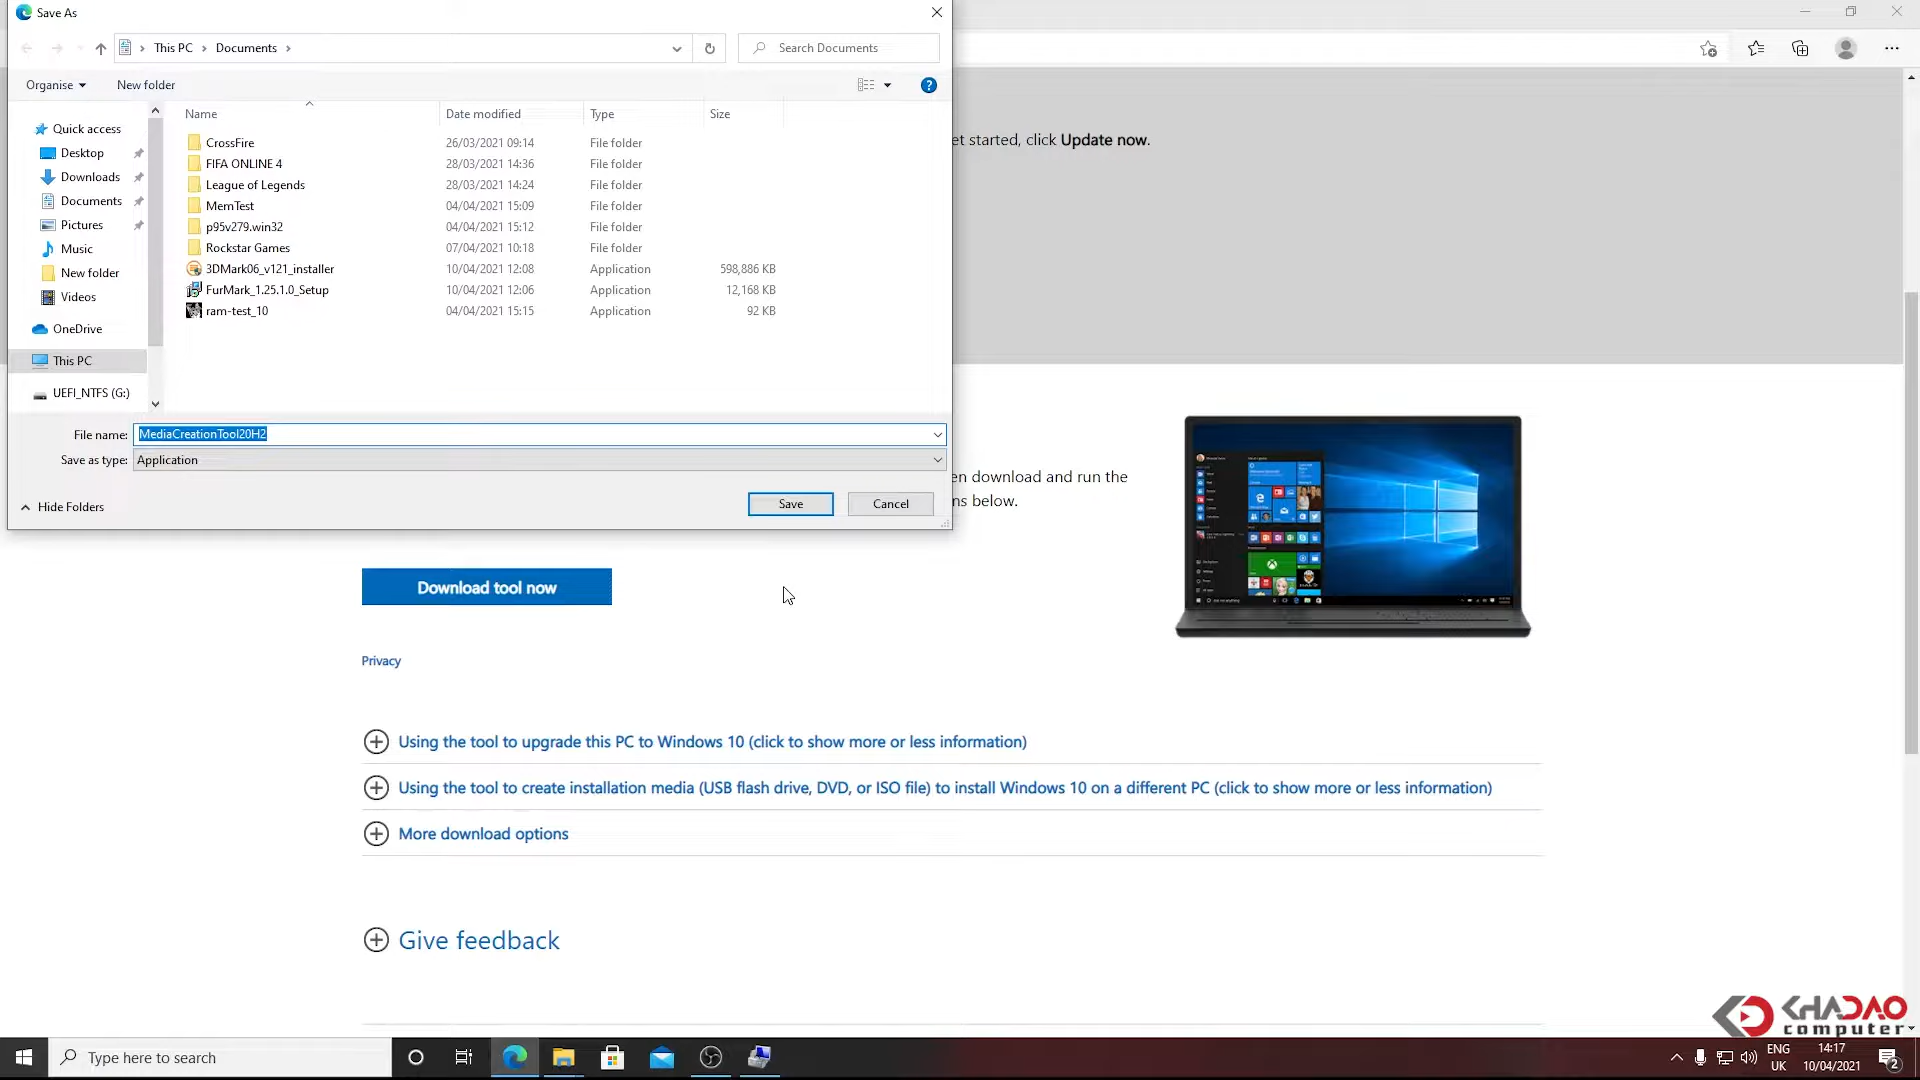 Save As
This PC
Documents
Search Documents
Organise
New folder
Name
Date modified
Type
Size
Quick access
Desktop
Downloads
Documents
Pictures
Music
New folder
Videos
OneDrive
This PC
UEFI_NTFS (G:)
CrossFire 26/03/2021 09:14 File folder
FIFA ONLINE 4 28/03/2021 14:36 File folder
League of Legends 28/03/2021 14:24 File folder
MemTest 04/04/2021 15:09 File folder
p95v279.win32 04/04/2021 15:12 File folder
Rockstar Games 07/04/2021 10:18 File folder
3DMark06_v121_installer 10/04/2021 12:08 Application 598,886 KB
FurMark_1.25.1.0_Setup 10/04/2021 12:06 Application 12,168 KB
ram-test_10 04/04/2021 15:15 Application 92 KB
File name: MediaCreationTool20H2
Save as type: Application
Hide Folders
Save
Cancel
et started, click Update now.
en download and run the
ns below.
Download tool now
Privacy
Using the tool to upgrade this PC to Windows 10 (click to show more or less information)
Using the tool to create installation media (USB flash drive, DVD, or ISO file) to install Windows 10 on a different PC (click to show more or less information)
More download options
Give feedback
KHADAO
computer
Type here to search
ENG
UK
14:17
10/04/2021
2